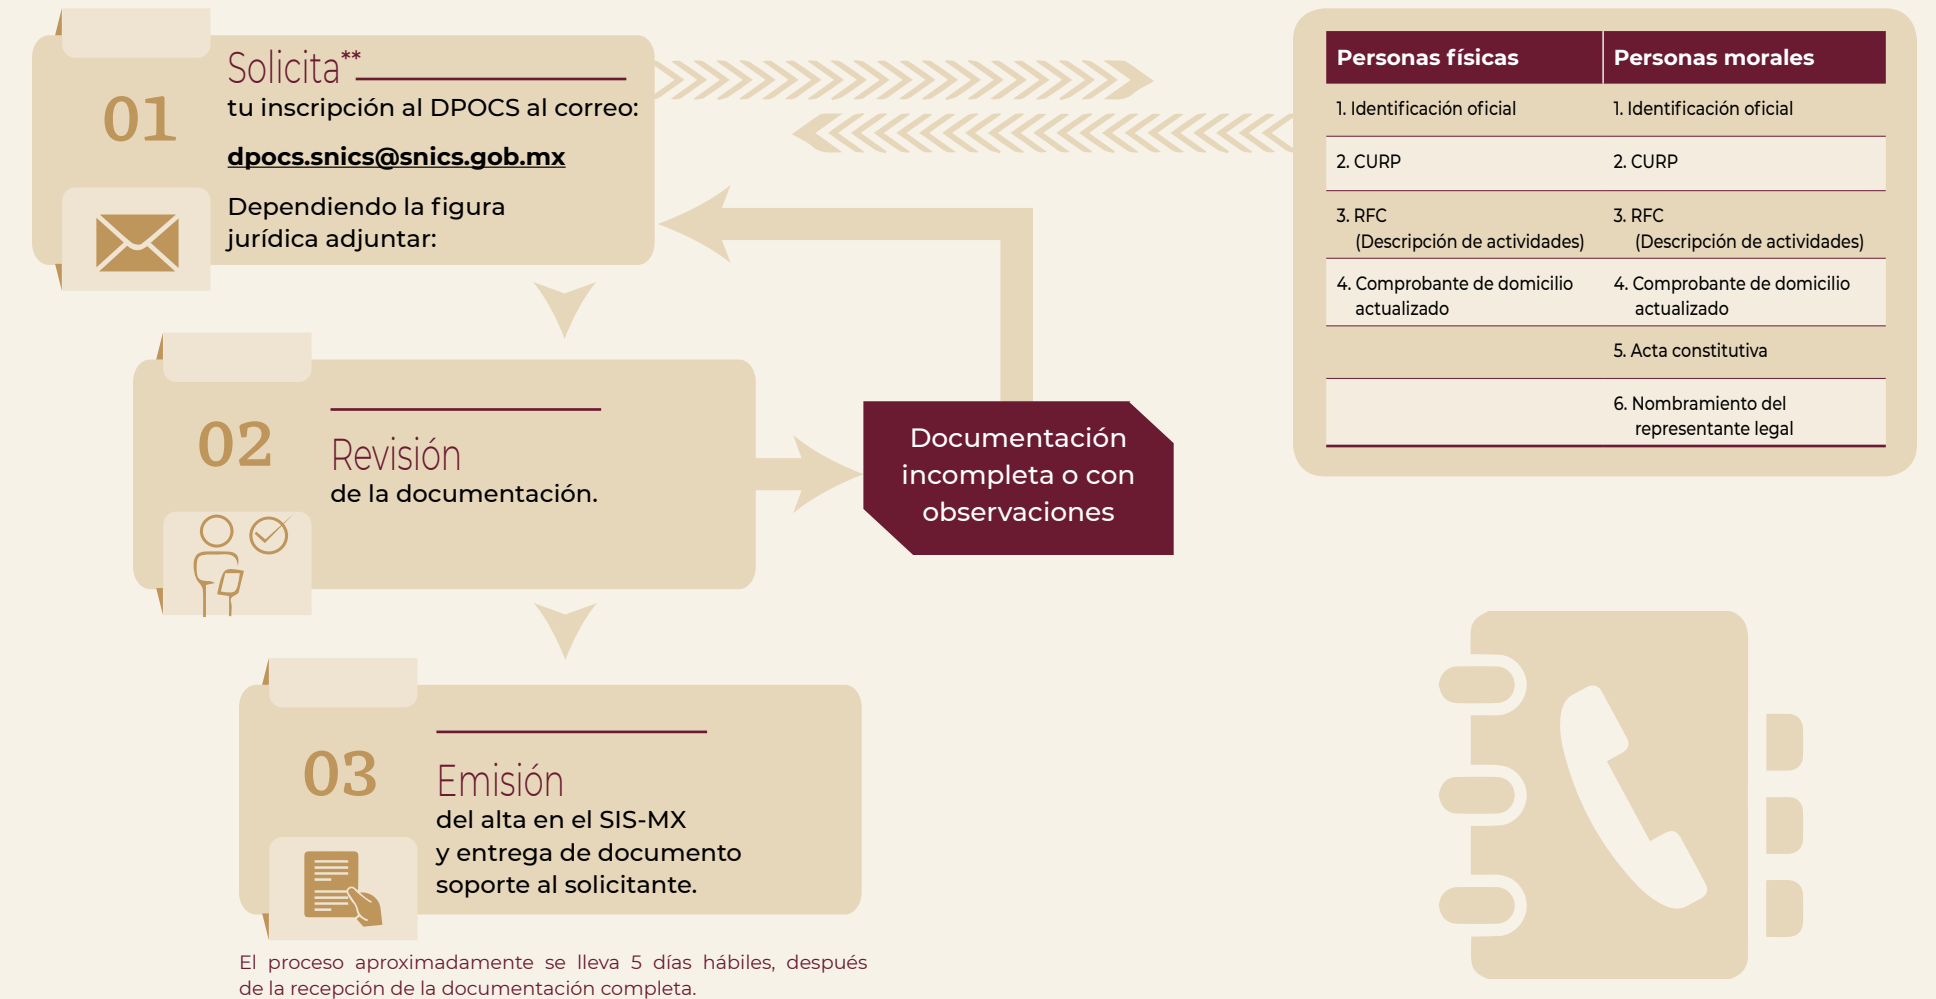 01
Solicita**
tu inscripción al DPOCS al correo:
dpocs.snics@snics.gob.mx
Dependiendo la figura
jurídica adjuntar:
Personas físicas
Personas morales
1. Identificación oficial
1. Identificación oficial
2. CURP
2. CURP
3. RFC
(Descripción de actividades)
3. RFC
(Descripción de actividades)
4. Comprobante de domicilio
actualizado
4. Comprobante de domicilio
actualizado
5. Acta constitutiva
6. Nombramiento del
representante legal
02
Revisión
de la documentación.
Documentación
incompleta o con
observaciones
03
Emisión
del alta en el SIS-MX
y entrega de documento
soporte al solicitante.
El proceso aproximadamente se lleva 5 días hábiles, después
de la recepción de la documentación completa.